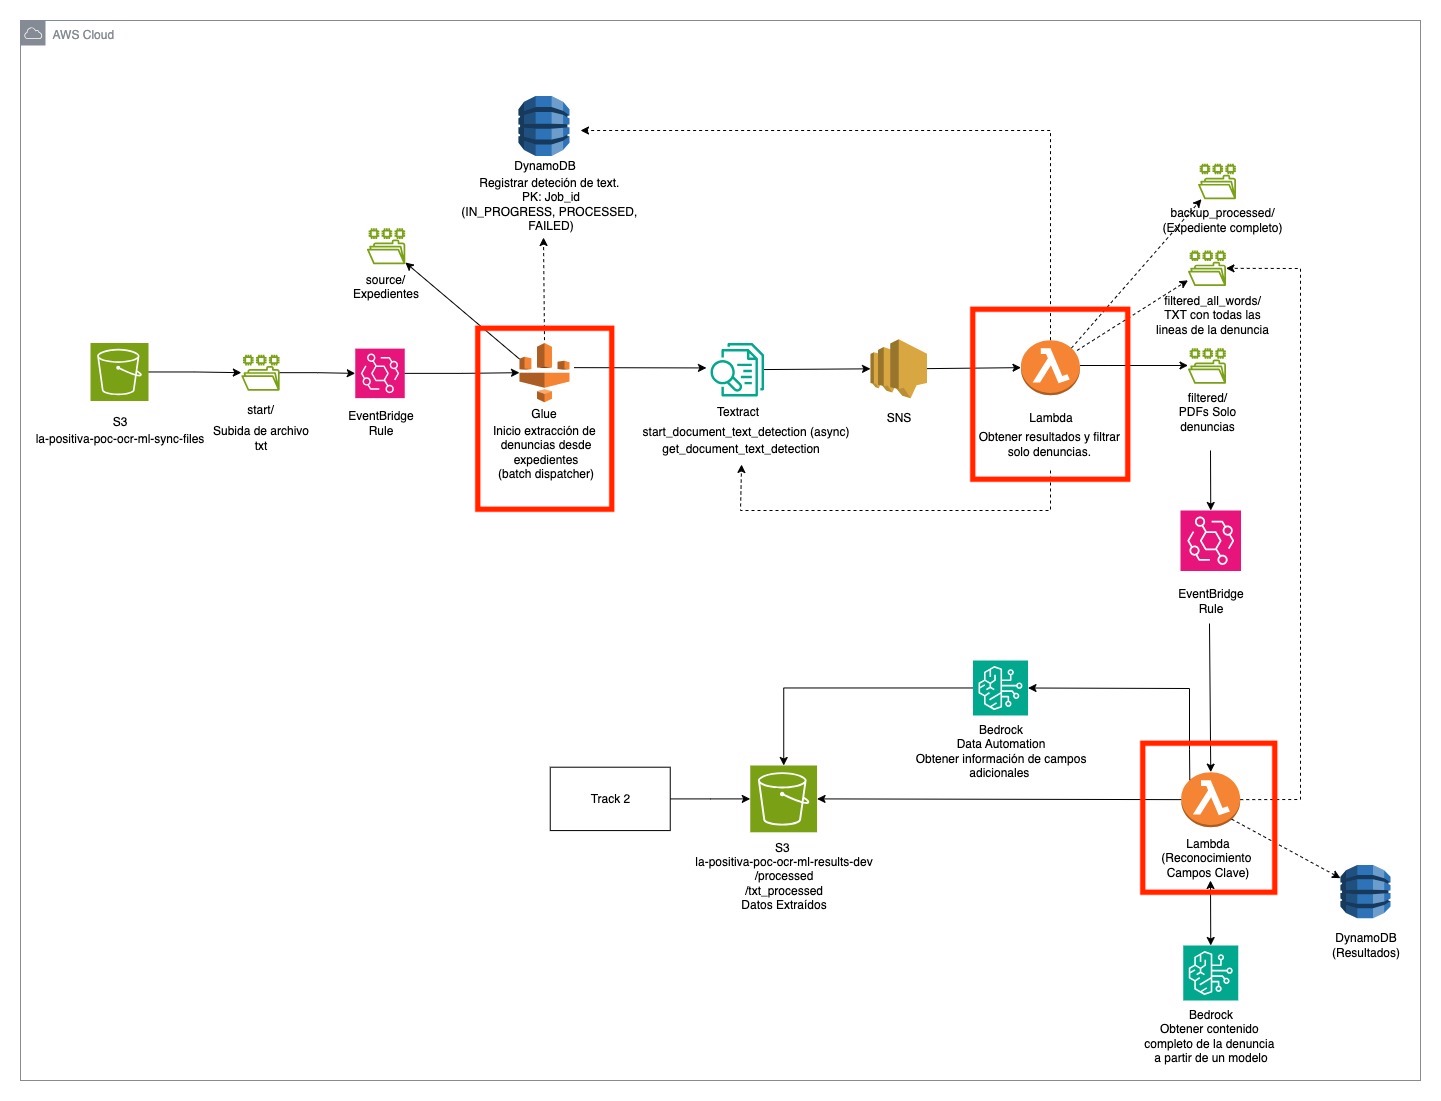 AWS Cloud
DynamoDB
Registrar deteción de text.
PK: Job_id
(IN_PROGRESS, PROCESSED,
FAILED)
backup_processed/
(Expediente completo)
source/
Expedientes
filtered_all_words/
TXT con todas las
lineas de la denuncia
S3
la-positiva-poc-ocr-ml-sync-files
start/
Subida de archivo
txt
EventBridge
Rule
Glue
Inicio extracción de
denuncias desde
expedientes
(batch dispatcher)
Textract
start_document_text_detection (async)
get_document_text_detection
SNS
Lambda
Obtener resultados y filtrar
solo denuncias.
filtered/
PDFs Solo
denuncias
EventBridge
Rule
Bedrock
Data Automation
Obtener información de campos
adicionales
Track 2
S3
la-positiva-poc-ocr-ml-results-dev
/processed
/txt_processed
Datos Extraídos
Lambda
(Reconocimiento
Campos Clave)
DynamoDB
(Resultados)
Bedrock
Obtener contenido
completo de la denuncia
a partir de un modelo